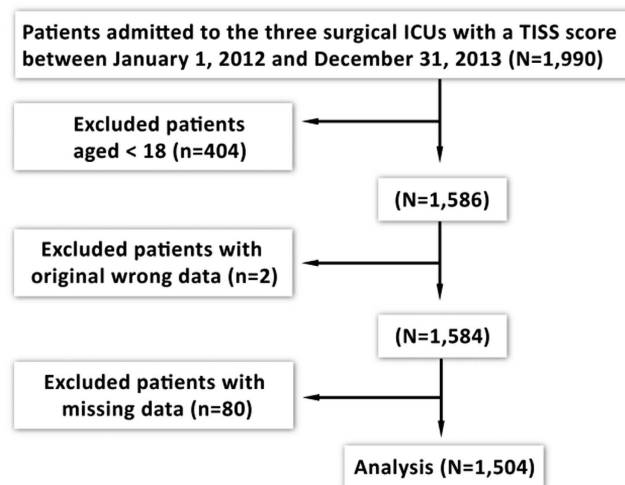 Patients admitted to the three surgical ICUs with a TISS score
between January 1, 2012 and December 31, 2013 (N=1,990)
Excluded patients
aged < 18 (n=404)
(N=1,586)
Excluded patients with
original wrong data (n=2)
(N=1,584)
Excluded patients with
missing data (n=80)
Analysis (N=1,504)